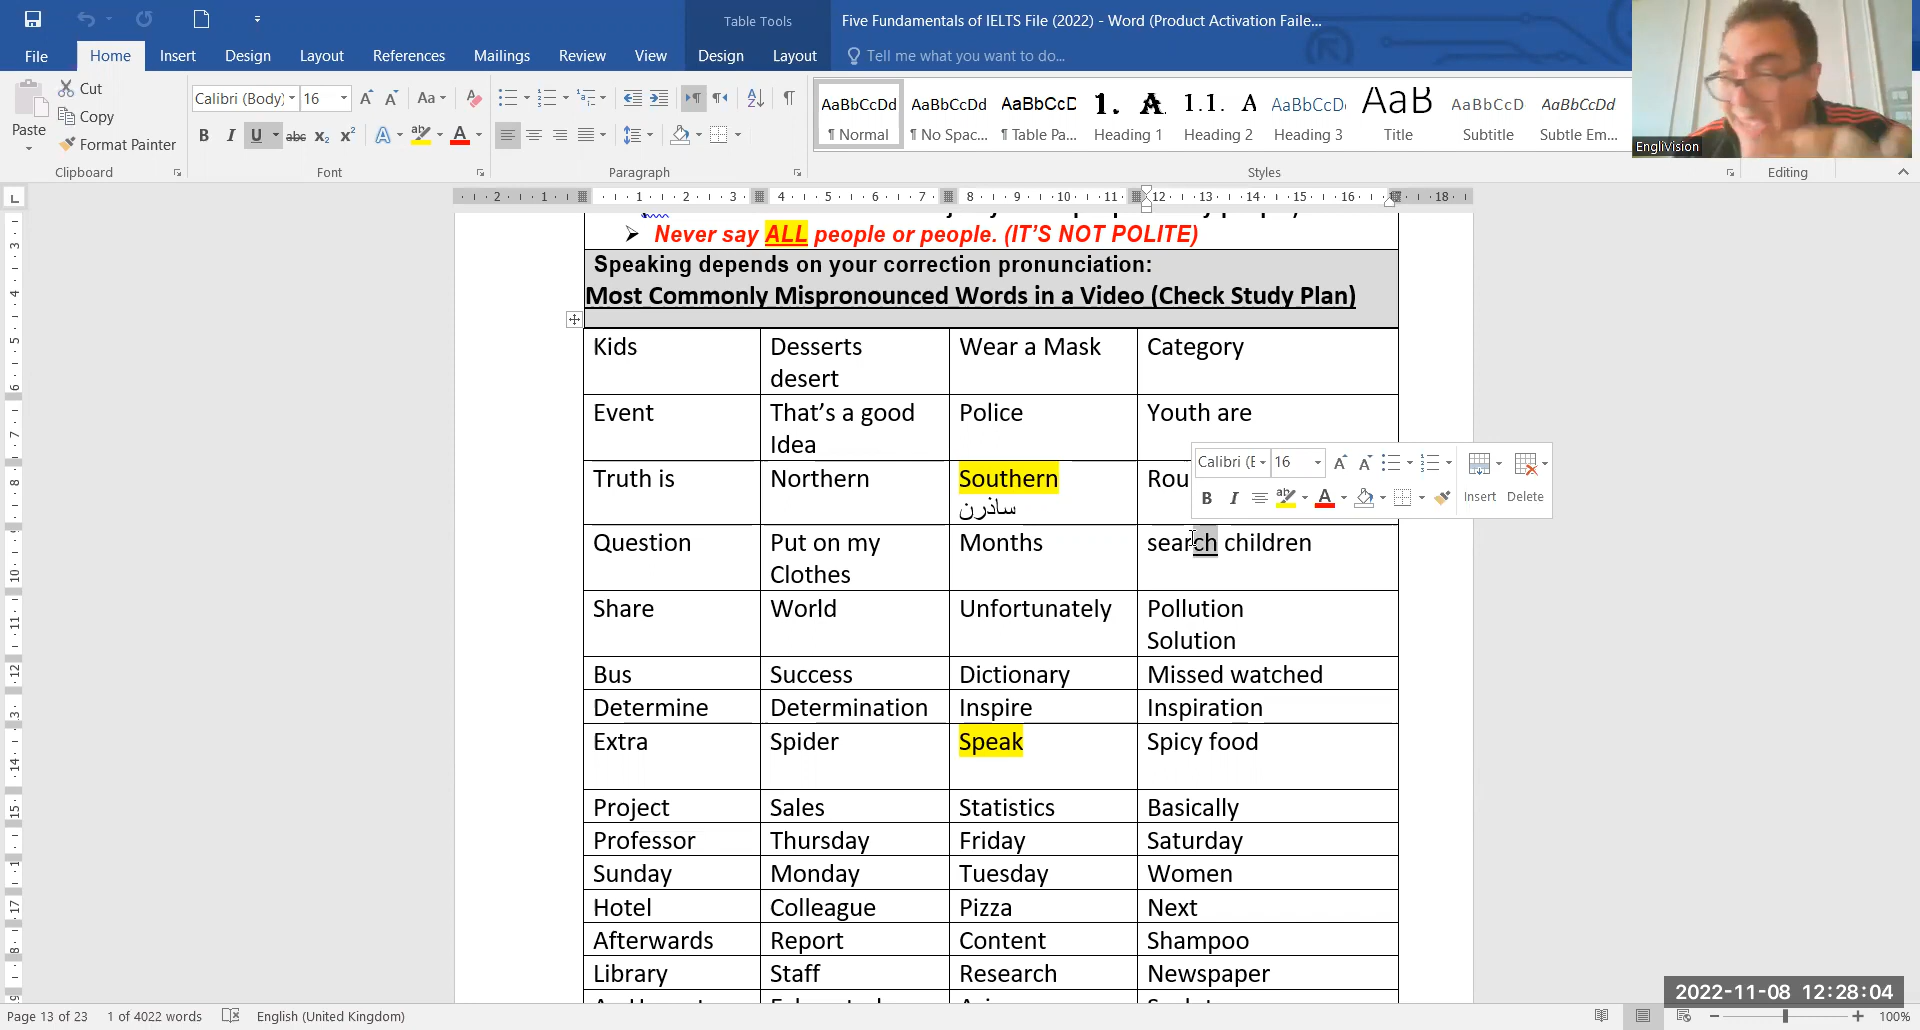 Table Tools
Five Fundamentals of IELTS File (2022) - Word (Product Activation Faile...
File Home Insert Design Layout References Mailings Review View Design Layout Tell me what you want to do...
Paste
Cut
Copy
Format Painter
Clipboard
Calibri (Body) 16
Font
Paragraph
AaBbCcDd AaBbCcDd AaBbCcD 1. A 1.1. A AaBbCcD AaB AaBbCcD AaBbCcDd
¶ Normal ¶ No Spac... ¶ Table Pa... Heading 1 Heading 2 Heading 3 Title Subtitle Subtle Em...
Styles
Editing
EngliVision
Never say ALL people or people. (IT’S NOT POLITE)
Speaking depends on your correction pronunciation:
Most Commonly Mispronounced Words in a Video (Check Study Plan)
Kids Desserts Wear a Mask Category
desert
Event That’s a good Police Youth are
Idea
Truth is Northern Southern
ساذرن
Calibri (E 16
Insert Delete
Question Put on my Months search children
Clothes
Share World Unfortunately Pollution
Solution
Bus Success Dictionary Missed watched
Determine Determination Inspire Inspiration
Extra Spider Speak Spicy food
Project Sales Statistics Basically
Professor Thursday Friday Saturday
Sunday Monday Tuesday Women
Hotel Colleague Pizza Next
Afterwards Report Content Shampoo
Library Staff Research Newspaper
2022-11-08 12:28:04
Page 13 of 23 1 of 4022 words English (United Kingdom) 100%